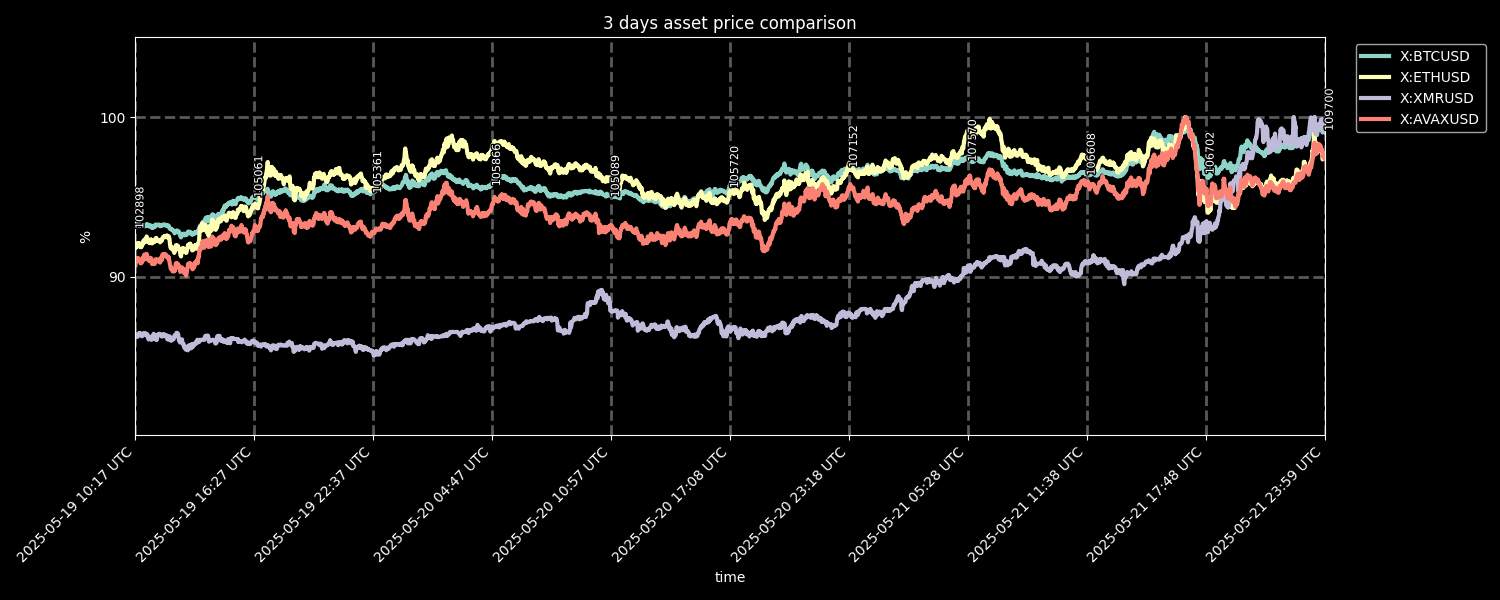 3 days asset price comparison
X:BTCUSD
X:ETHUSD
X:XMRUSD
X:AVAXUSD
100
90
%
102898
105061
105361
105866
105089
105720
107152
107570
106608
106702
109700
2025-05-19 10:17 UTC
2025-05-19 16:27 UTC
2025-05-19 22:37 UTC
2025-05-20 04:47 UTC
2025-05-20 10:57 UTC
2025-05-20 17:08 UTC
2025-05-20 23:18 UTC
2025-05-21 05:28 UTC
2025-05-21 11:38 UTC
2025-05-21 17:48 UTC
2025-05-21 23:59 UTC
time